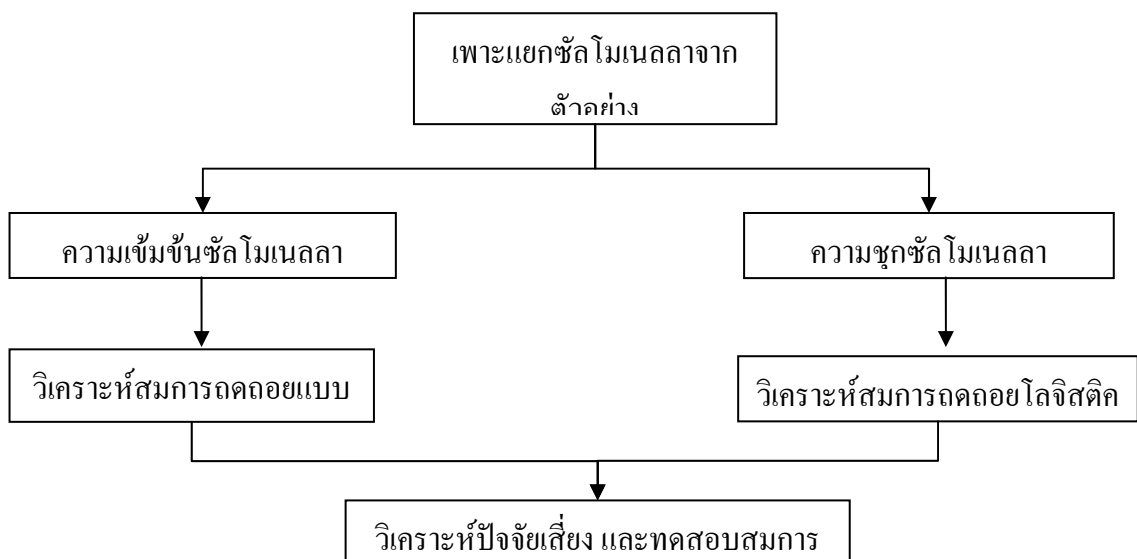 เพาะแยกซัลโมเนลลาจาก
ตัวอย่าง
ความเข้มข้นซัลโมเนลลา
ความชุกซัลโมเนลลา
วิเคราะห์สมการถดถอยแบบ
วิเคราะห์สมการถดถอยโลจิสติค
วิเคราะห์ปัจจัยเสี่ยง และทดสอบสมการ